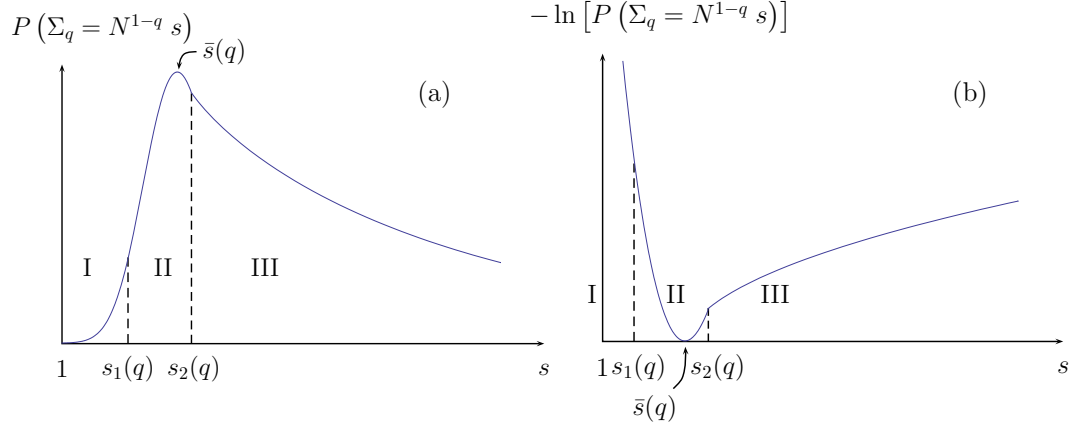 P (Σ_q = N^{1−q} s)
s̄(q)
(a)
I
II
III
1
s_1(q)
s_2(q)
s
− ln [P (Σ_q = N^{1−q} s)]
(b)
I
II
III
1
s_1(q)
s_2(q)
s
s̄(q)